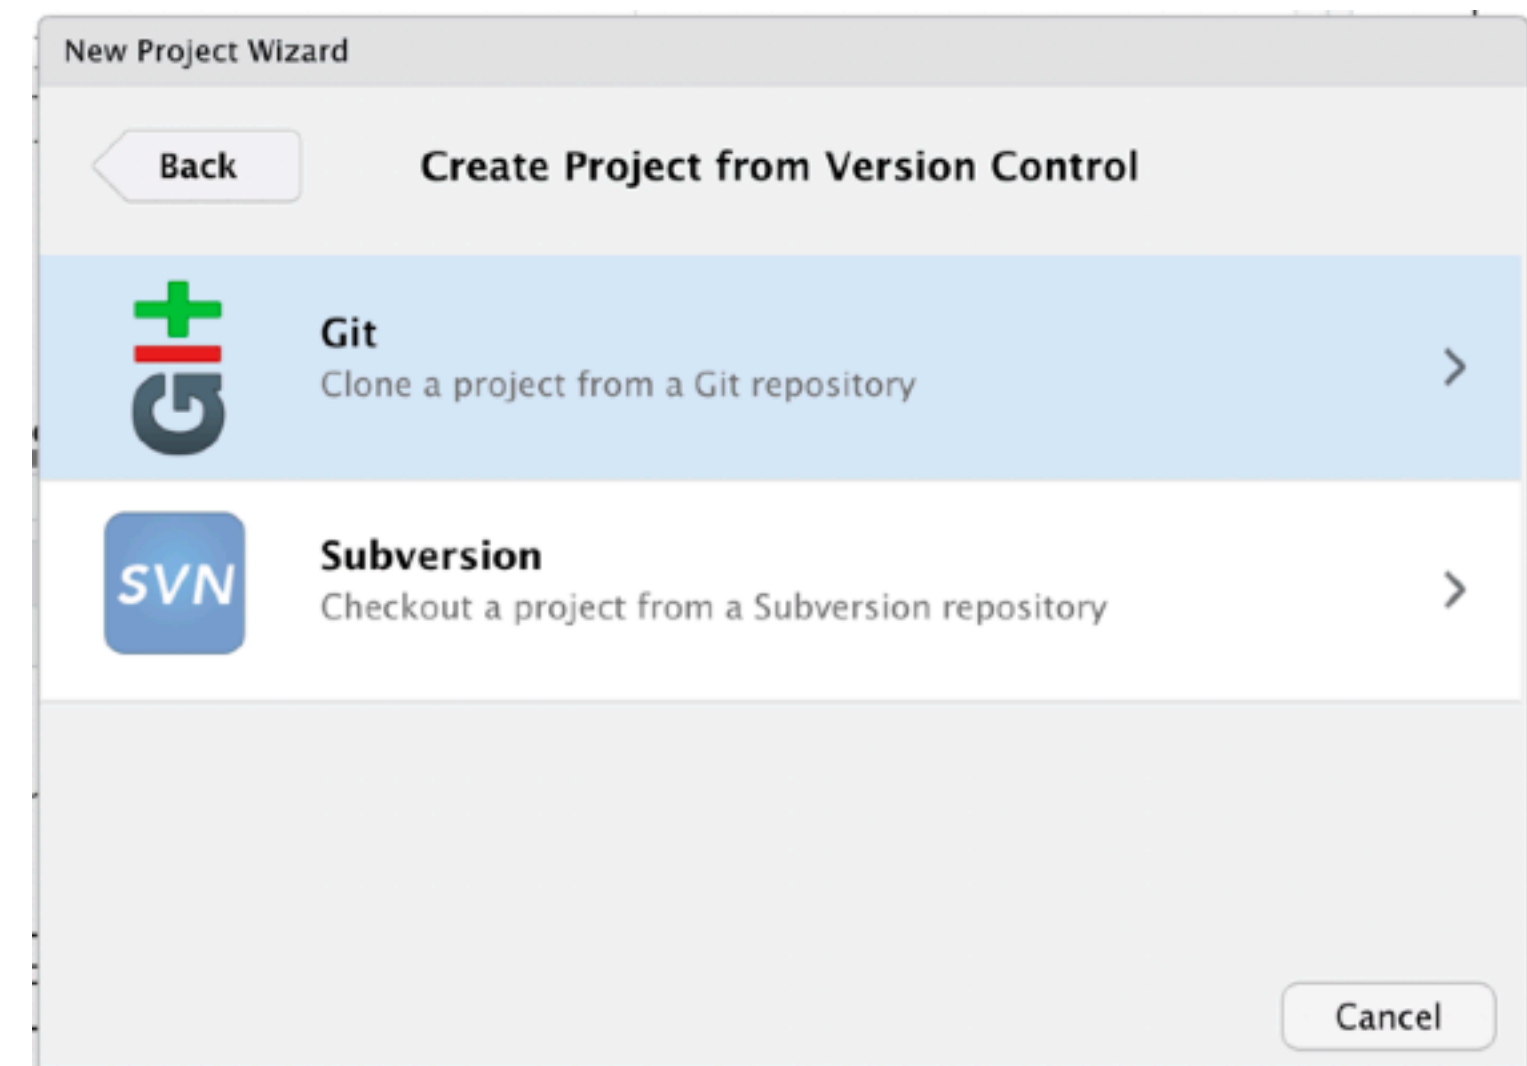 New Project Wizard
Back
Create Project from Version Control
git
Git
Clone a project from a Git repository
SVN
Subversion
Checkout a project from a Subversion repository
Cancel